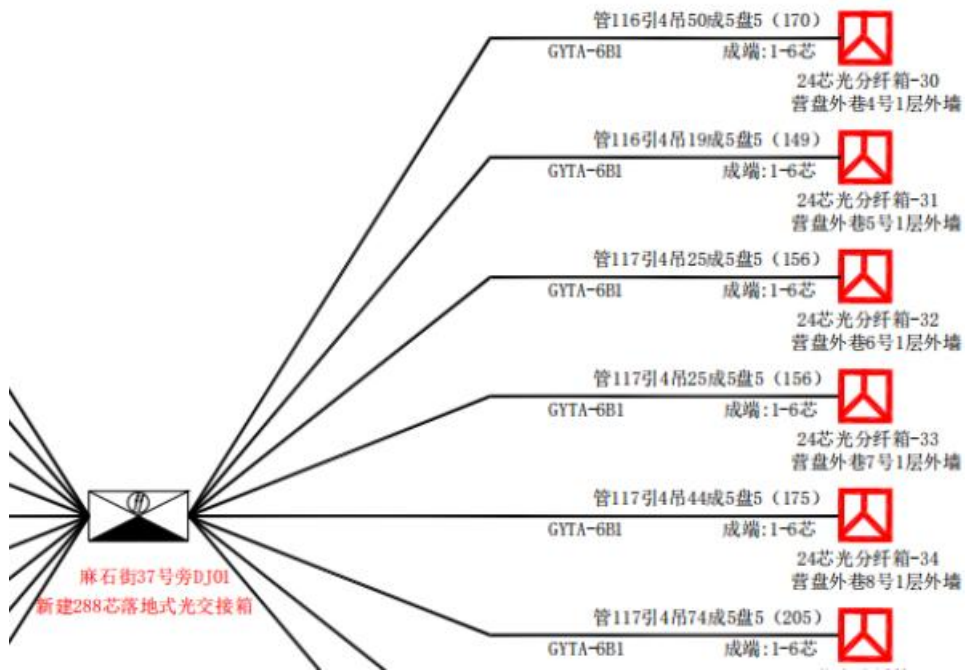 管116引4吊50成5盘5（170）
GYTA-6B1 成端:1-6芯
24芯光分纤箱-30
营盘外巷4号1层外墙
管116引4吊19成5盘5（149）
GYTA-6B1 成端:1-6芯
24芯光分纤箱-31
营盘外巷5号1层外墙
管117引4吊25成5盘5（156）
GYTA-6B1 成端:1-6芯
24芯光分纤箱-32
营盘外巷6号1层外墙
管117引4吊25成5盘5（156）
GYTA-6B1 成端:1-6芯
24芯光分纤箱-33
营盘外巷7号1层外墙
管117引4吊44成5盘5（175）
GYTA-6B1 成端:1-6芯
24芯光分纤箱-34
营盘外巷8号1层外墙
麻石街37号旁DJ01
新建288芯落地式光交接箱
管117引4吊74成5盘5（205）
GYTA-6B1 成端:1-6芯